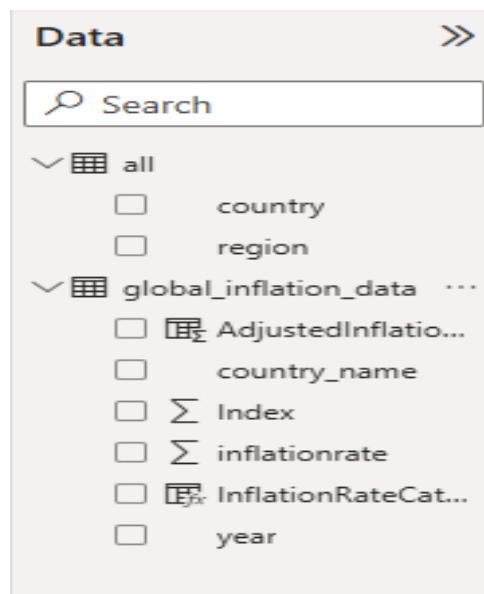 Data
Search
all
country
region
global_inflation_data ...
AdjustedInflatio...
country_name
Index
inflationrate
InflationRateCat...
year